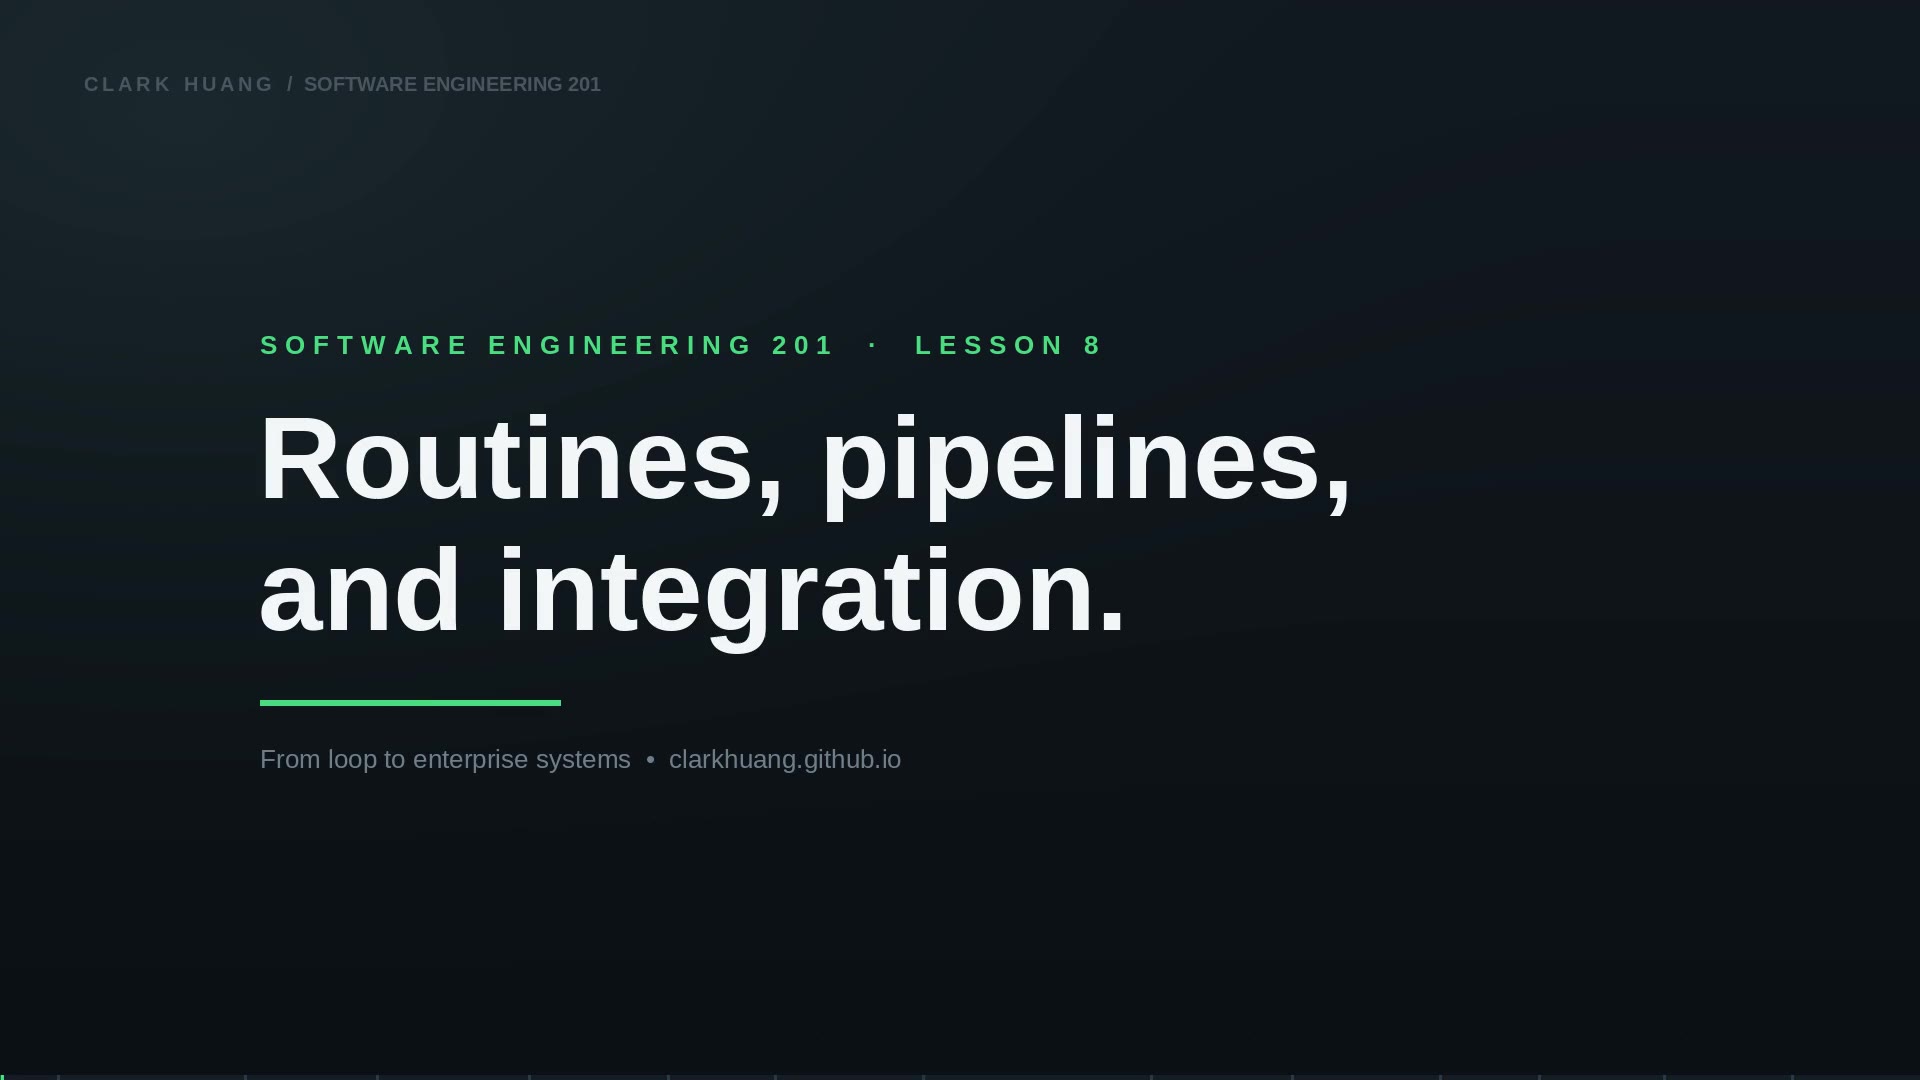 CLARK HUANG / SOFTWARE ENGINEERING 201
SOFTWARE ENGINEERING 201 · LESSON 8
Routines, pipelines,
and integration.
From loop to enterprise systems • clarkhuang.github.io